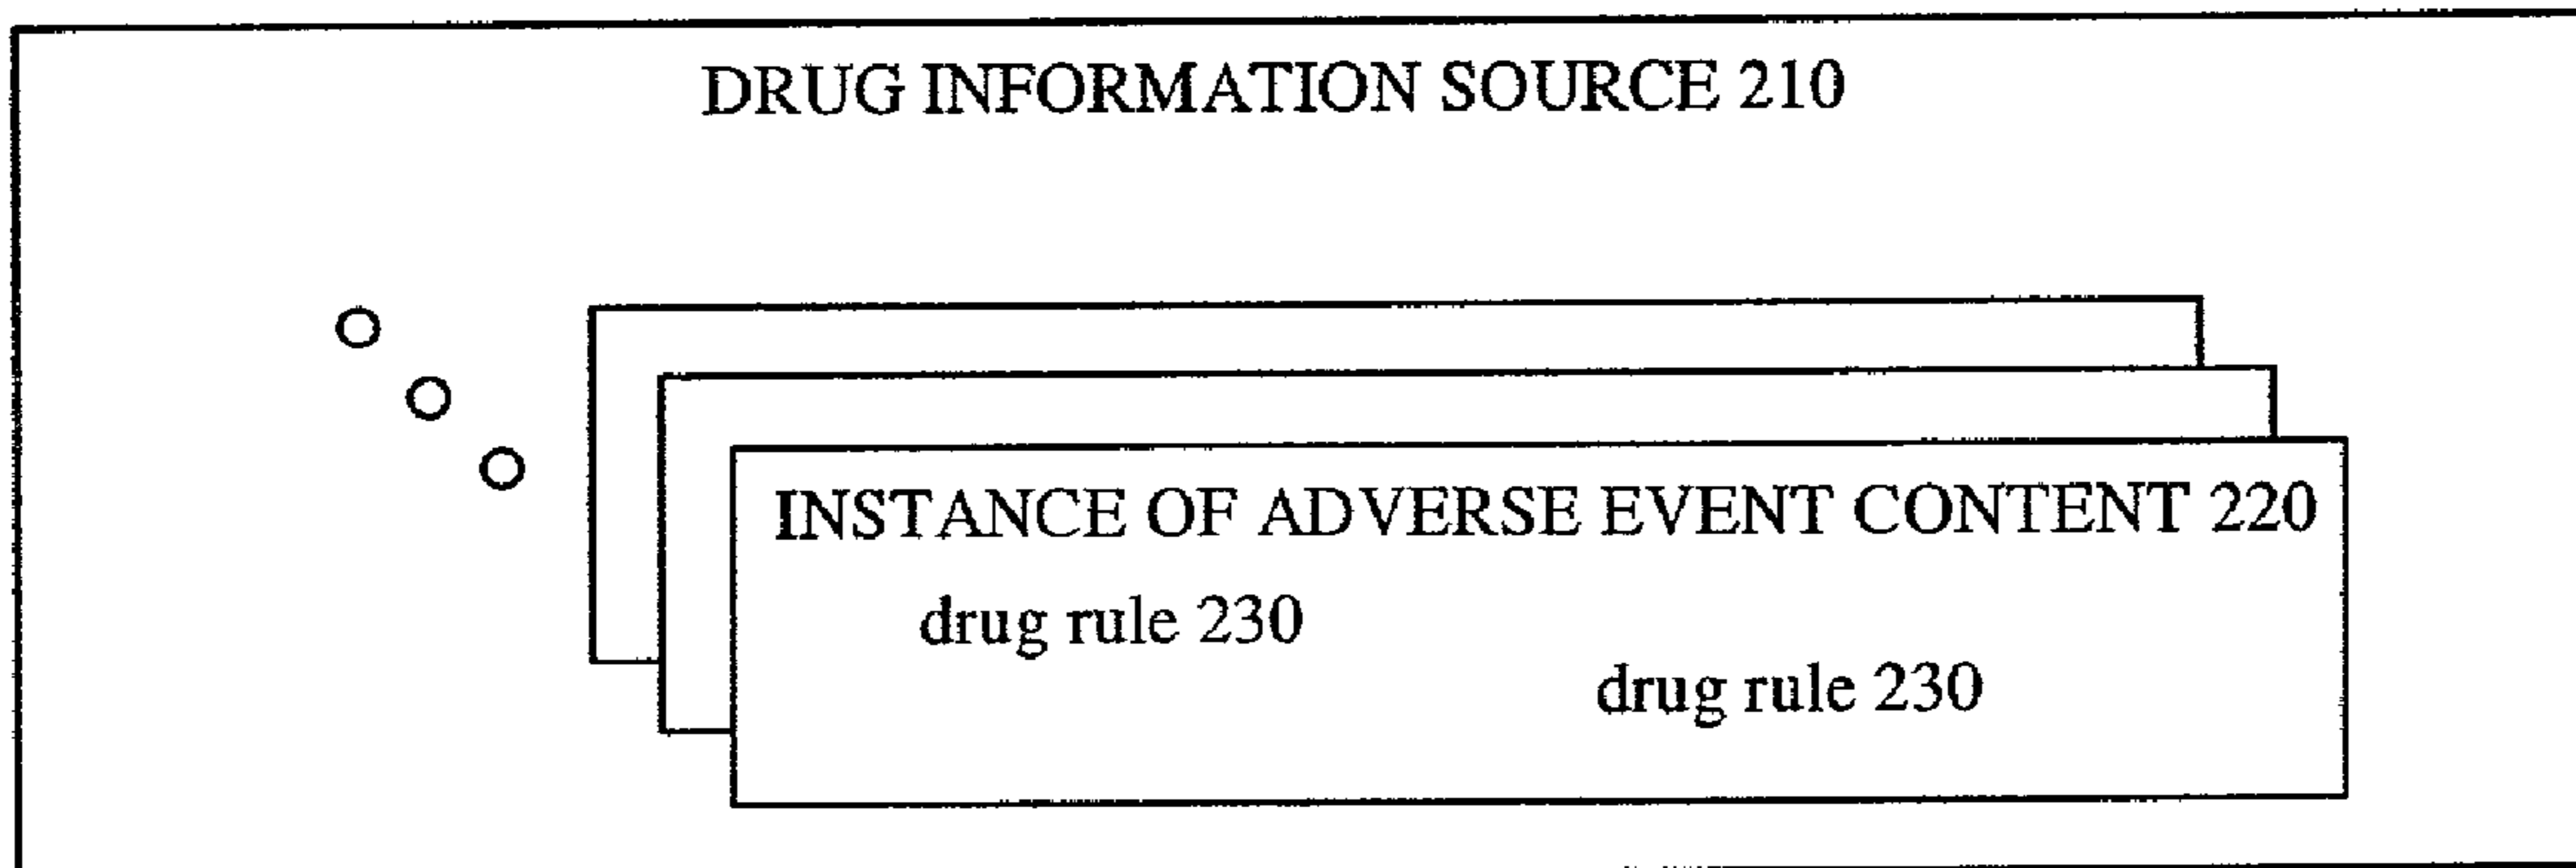 DRUG INFORMATION SOURCE 210
INSTANCE OF ADVERSE EVENT CONTENT 220
drug rule 230
drug rule 230